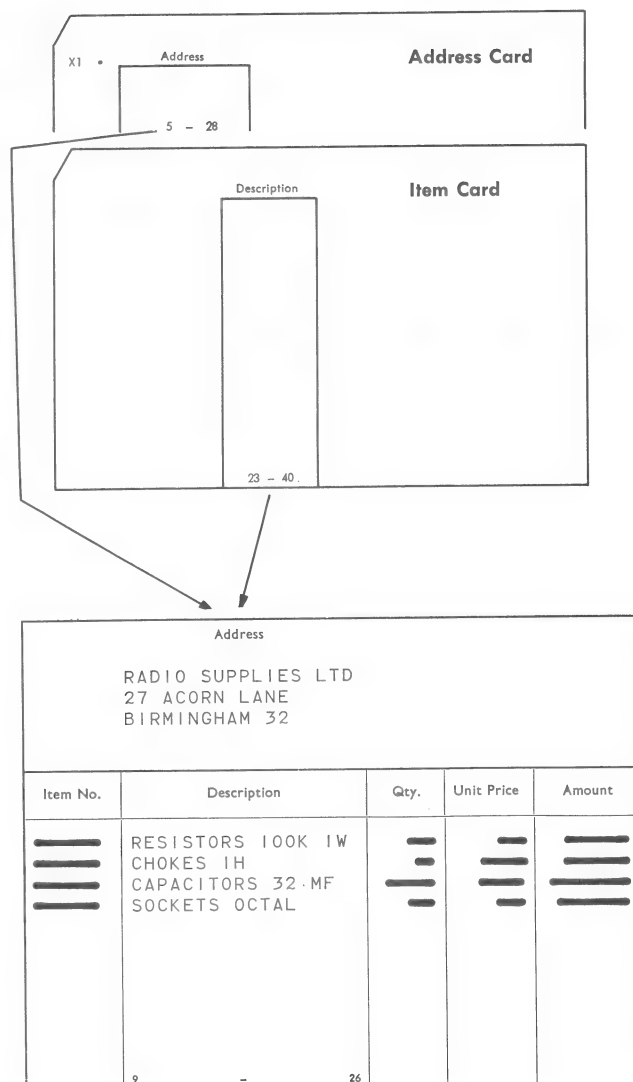 Address Card
X1 • Address
5 – 28
Item Card
Description
23 – 40.
Address
RADIO SUPPLIES LTD
27 ACORN LANE
BIRMINGHAM 32
Item No. Description Qty. Unit Price Amount
RESISTORS 100K 1W
CHOKES 1H
CAPACITORS 32.MF
SOCKETS OCTAL
9 – 26